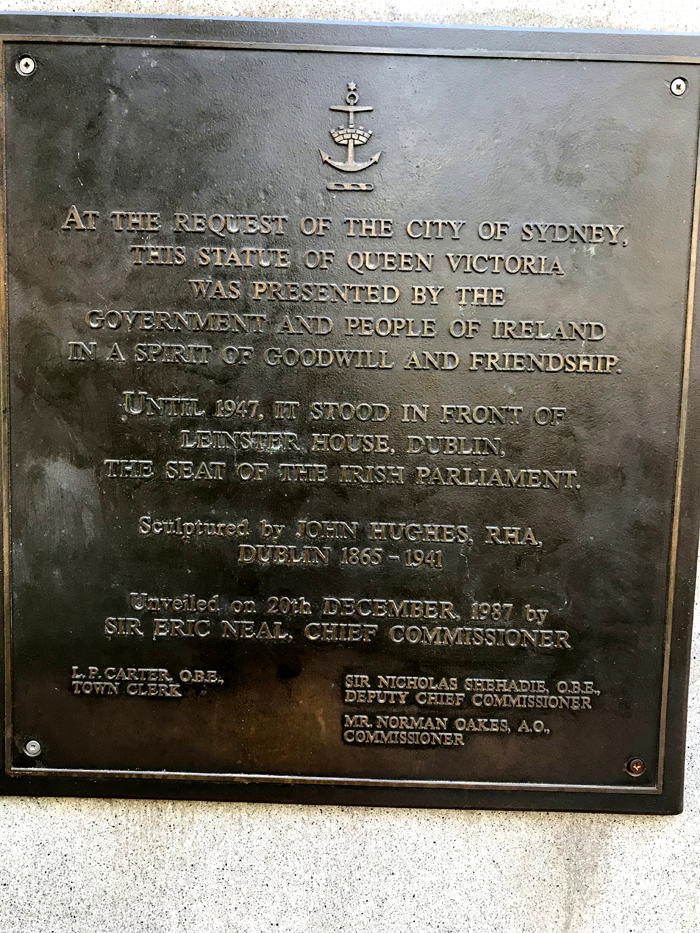 AT THE REQUEST OF THE CITY OF SYDNEY,
THIS STATUE OF QUEEN VICTORIA
WAS PRESENTED BY THE
GOVERNMENT AND PEOPLE OF IRELAND
IN A SPIRIT OF GOODWILL AND FRIENDSHIP.
UNTIL 1947, IT STOOD IN FRONT OF
LEINSTER HOUSE, DUBLIN,
THE SEAT OF THE IRISH PARLIAMENT.
Sculptured by JOHN HUGHES, RHA,
DUBLIN 1865 - 1941
Unveiled on 20th DECEMBER, 1987 by
SIR ERIC NEAL, CHIEF COMMISSIONER
L.P. CARTER, O.B.E.,
TOWN CLERK
SIR NICHOLAS SHEHADIE, O.B.E.,
DEPUTY CHIEF COMMISSIONER
MR. NORMAN OAKES, A.O.,
COMMISSIONER